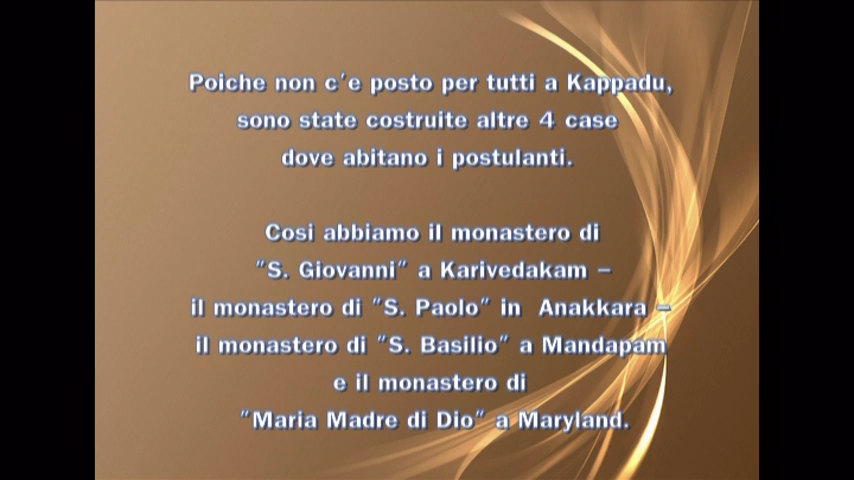 Poiche non c'e posto per tutti a Kappadu,
sono state costruite altre 4 case
dove abitano i postulanti.
Cosi abbiamo il monastero di
"S. Giovanni" a Karivedakam –
il monastero di "S. Paolo" in Anakkara –
il monastero di "S. Basilio" a Mandapam
e il monastero di
"Maria Madre di Dio" a Maryland.